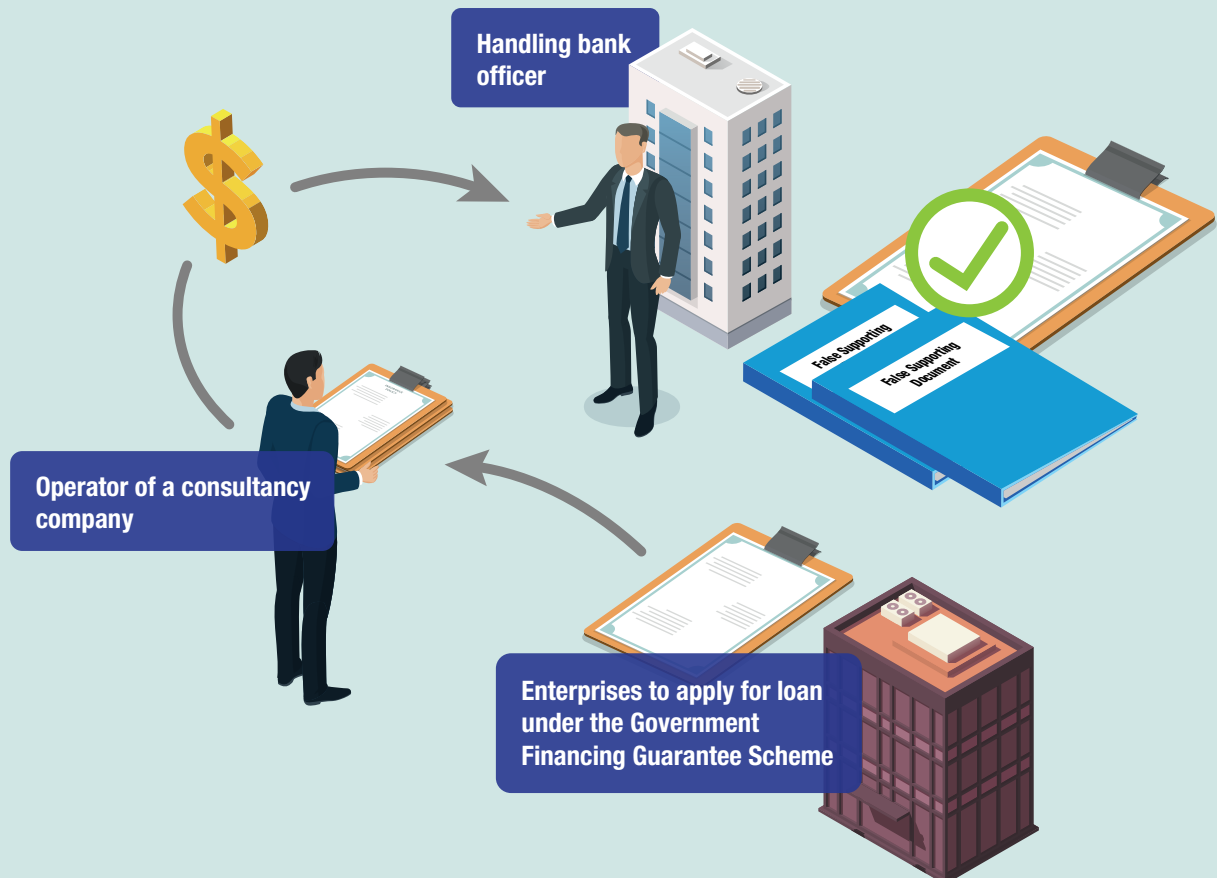 Handling bank
officer
False Supporting
False Supporting
Document
Operator of a consultancy
company
Enterprises to apply for loan
under the Government
Financing Guarantee Scheme